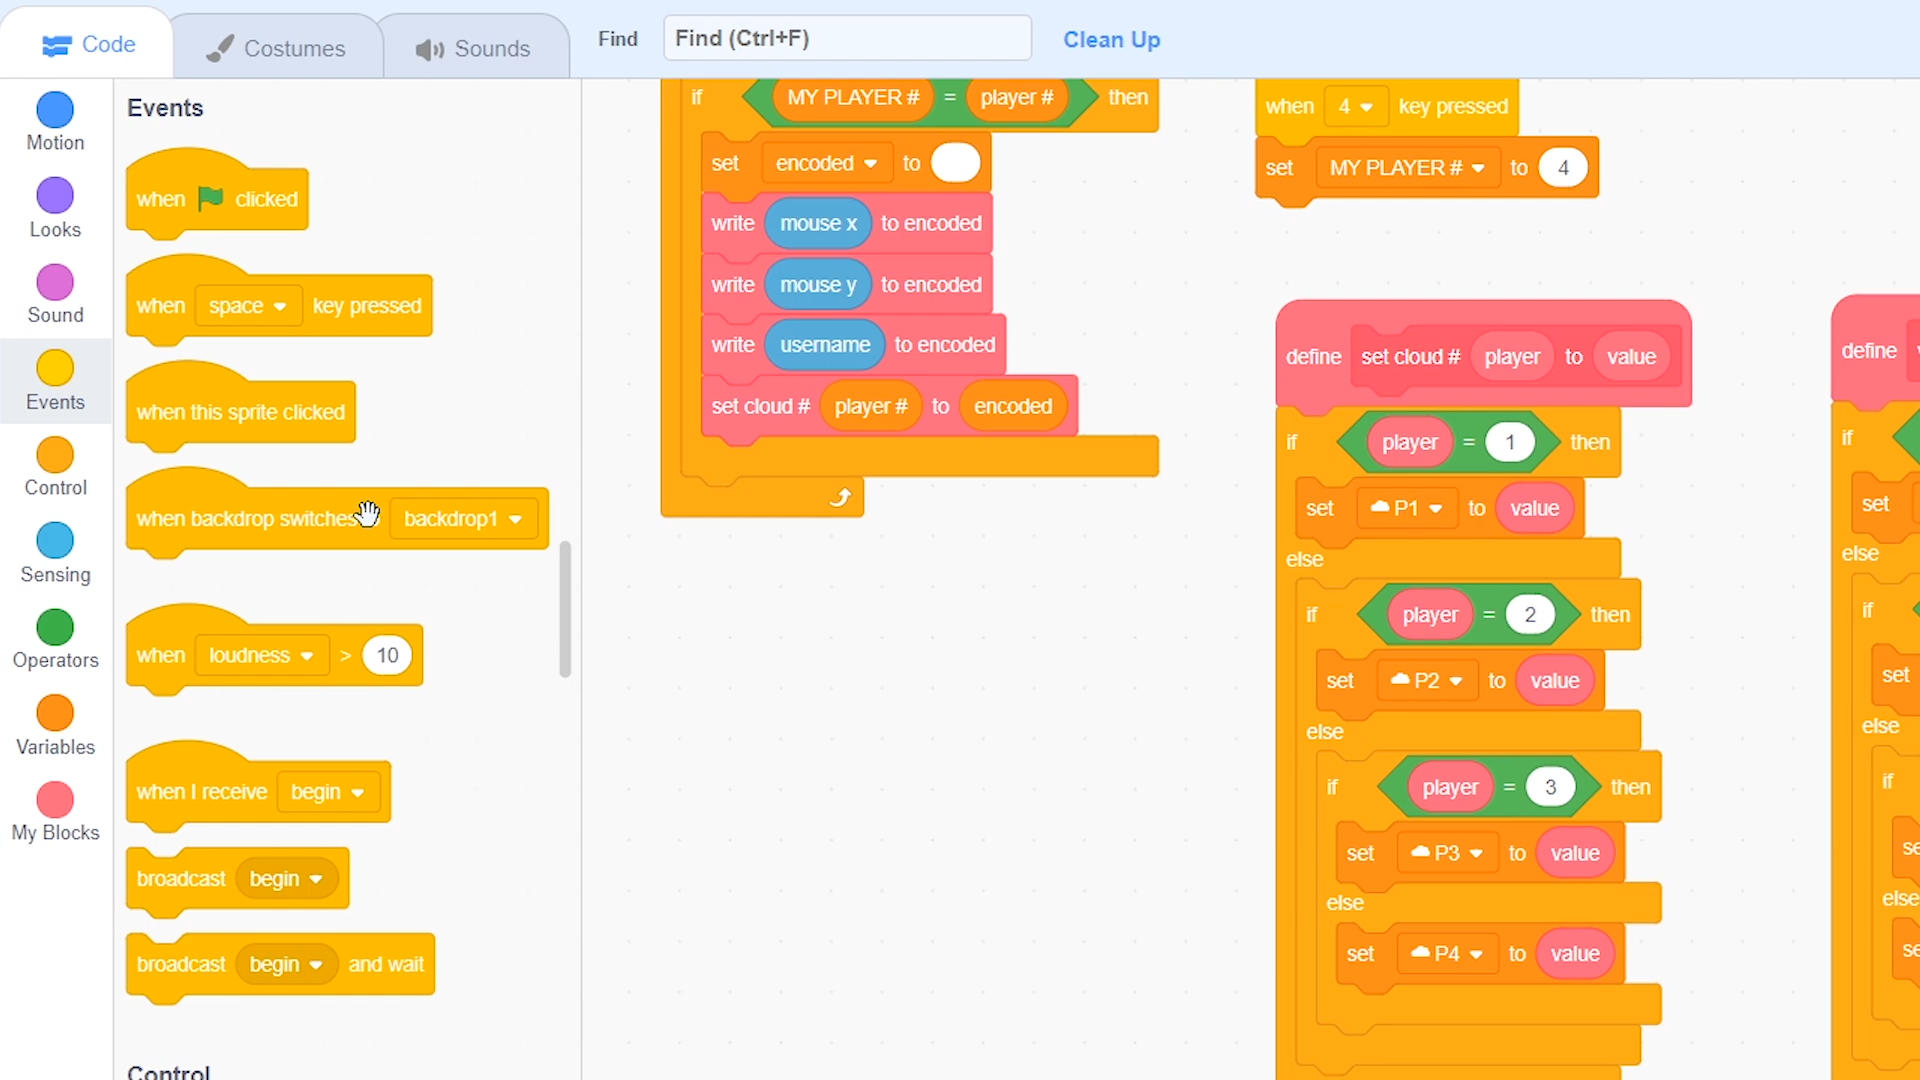 Code
Costumes
Sounds
Find
Find (Ctrl+F)
Clean Up
Motion
Looks
Sound
Events
Control
Sensing
Operators
Variables
My Blocks
Events
when clicked
when space key pressed
when this sprite clicked
when backdrop switches backdrop1
when loudness > 10
when I receive begin
broadcast begin
broadcast begin and wait
Control
if MY PLAYER # = player # then
set encoded to
write mouse x to encoded
write mouse y to encoded
write username to encoded
set cloud # player # to encoded
when 4 key pressed
set MY PLAYER # to 4
define set cloud # player to value
if player = 1 then
set P1 to value
else
if player = 2 then
set P2 to value
else
if player = 3 then
set P3 to value
else
set P4 to value
define
if
set
else
if
set
else
if
else